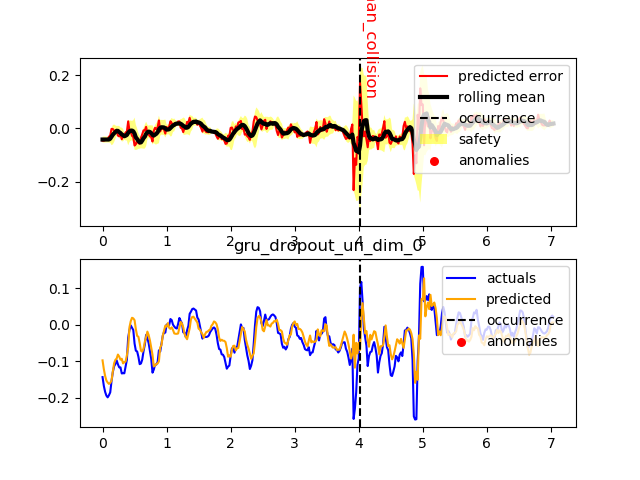 an_collision
0.2
0.0
−0.2
predicted error
rolling mean
occurrence
safety
anomalies
0 1 2 3 4 5 6 7
gru_dropout_uni_dim_0
0.1
0.0
−0.1
−0.2
actuals
predicted
occurrence
anomalies
0 1 2 3 4 5 6 7